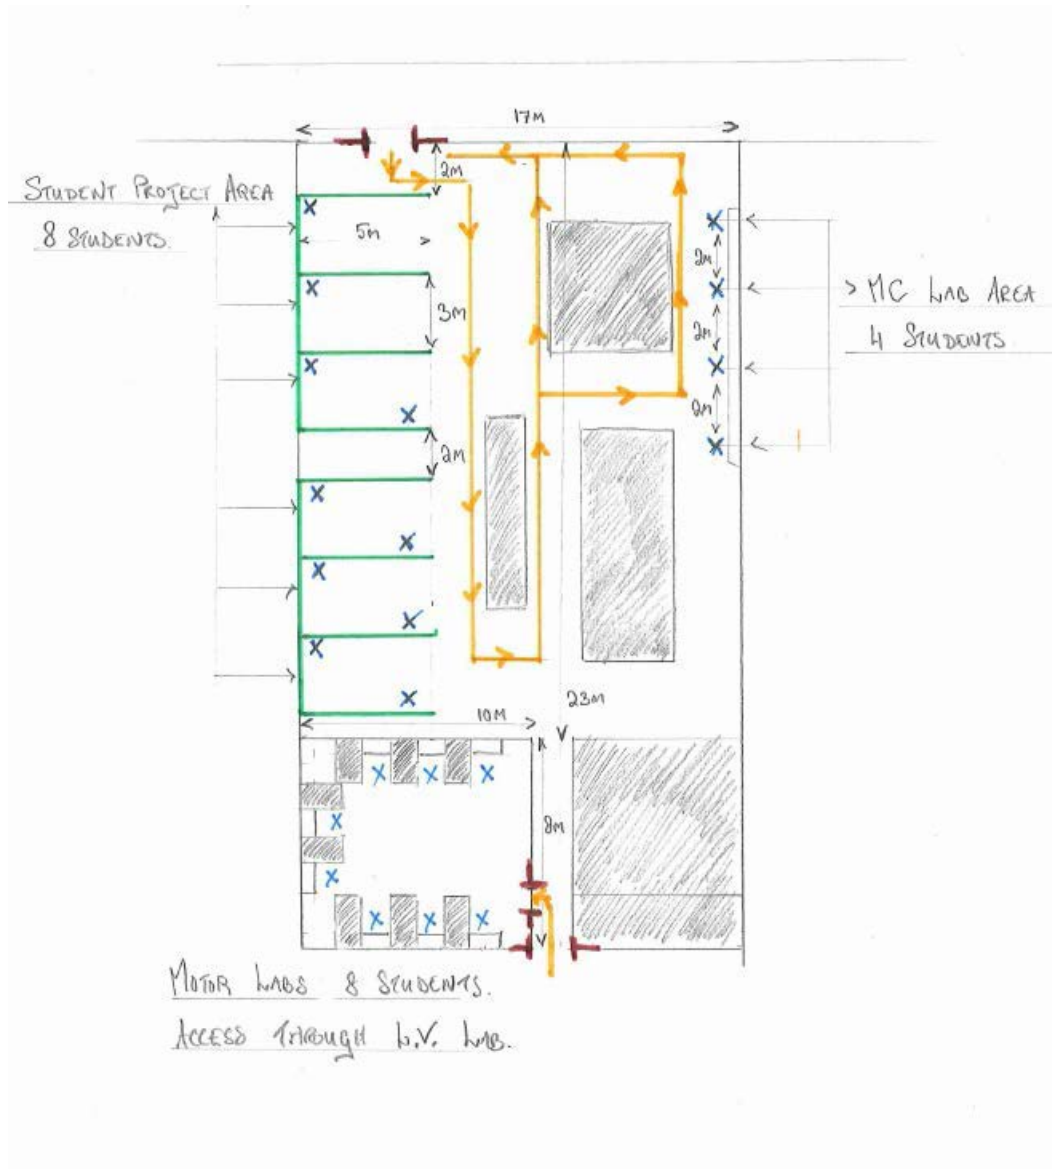 17M
2M
STUDENT PROJECT AREA
8 STUDENTS.
5M
3M
2M
2M
2M
2M
MC LAB AREA
4 STUDENTS
23M
10M
8M
MOTOR LABS 8 STUDENTS.
ACCESS THROUGH L.V. LAB.